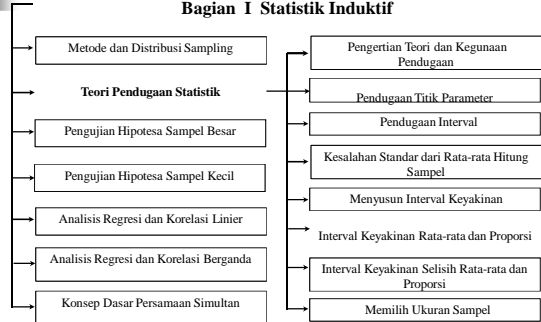 Bagian I Statistik Induktif
Metode dan Distribusi Sampling
Teori Pendugaan Statistik
Pengujian Hipotesa Sampel Besar
Pengujian Hipotesa Sampel Kecil
Analisis Regresi dan Korelasi Linier
Analisis Regresi dan Korelasi Berganda
Konsep Dasar Persamaan Simultan
Pengertian Teori dan Kegunaan
Pendugaan
Pendugaan Titik Parameter
Pendugaan Interval
Kesalahan Standar dari Rata-rata Hitung
Sampel
Menyusun Interval Keyakinan
Interval Keyakinan Rata-rata dan Proporsi
Interval Keyakinan Selisih Rata-rata dan
Proporsi
Memilih Ukuran Sampel